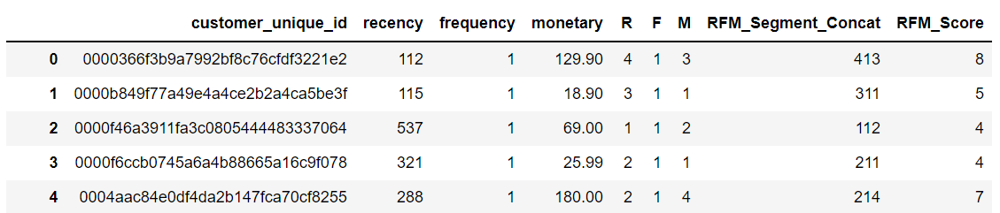 customer_unique_id recency frequency monetary R F M RFM_Segment_Concat RFM_Score
0 0000366f3b9a7992bf8c76cfdf3221e2 112 1 129.90 4 1 3 413 8
1 0000b849f77a49e4a4ce2b2a4ca5be3f 115 1 18.90 3 1 1 311 5
2 0000f46a3911fa3c0805444483337064 537 1 69.00 1 1 2 112 4
3 0000f6ccb0745a6a4b88665a16c9f078 321 1 25.99 2 1 1 211 4
4 0004aac84e0df4da2b147fca70cf8255 288 1 180.00 2 1 4 214 7